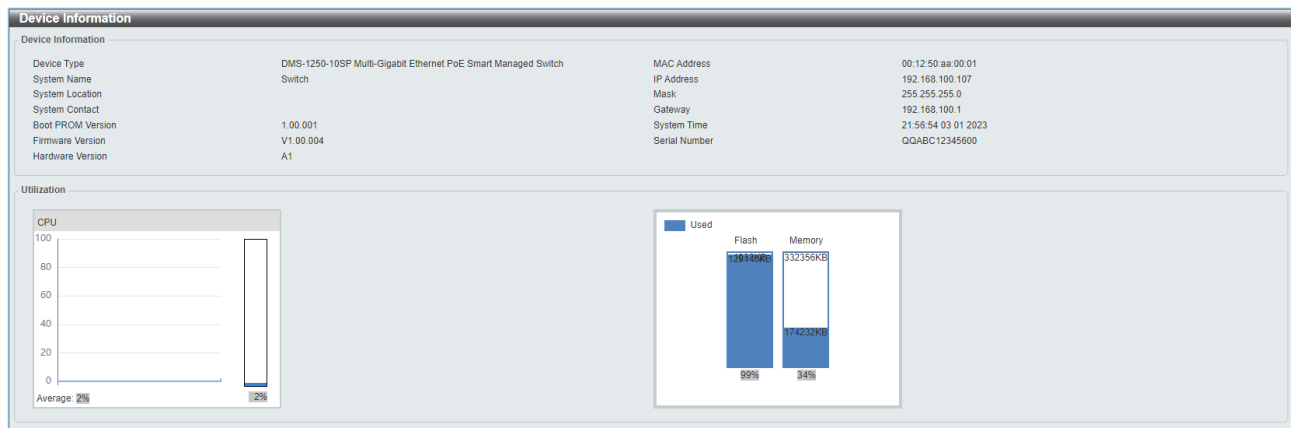 Device Information
Device Information
Device Type DMS-1250-10SP Multi-Gigabit Ethernet PoE Smart Managed Switch MAC Address 00:12:50:aa:00:01
System Name Switch IP Address 192.168.100.107
System Location Mask 255.255.255.0
System Contact Gateway 192.168.100.1
Boot PROM Version 1.00.001 System Time 21:56:54 03 01 2023
Firmware Version V1.00.004 Serial Number QQABC12345600
Hardware Version A1
Utilization
CPU
100
80
60
40
20
0
Average: 2% 2%
Used
Flash Memory
332356KB
174232KB
99% 34%